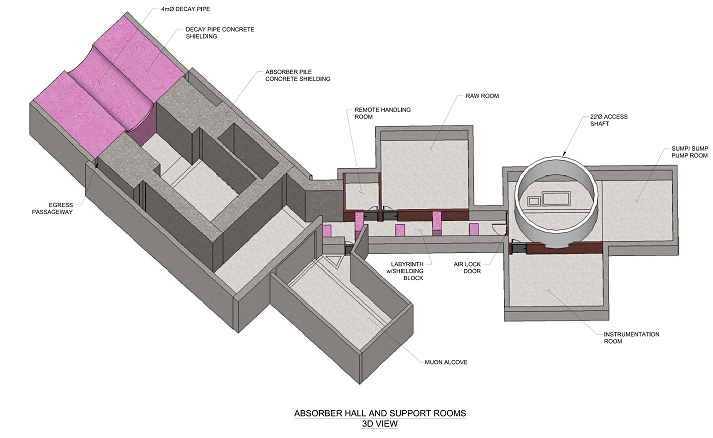 4mØ DECAY PIPE
DECAY PIPE CONCRETE
SHIELDING
ABSORBER PILE
CONCRETE SHIELDING
REMOTE HANDLING
ROOM
RAW ROOM
22'Ø ACCESS
SHAFT
SUMP/ SUMP
PUMP ROOM
EGRESS
PASSAGEWAY
LABYRINTH
w/SHIELDING
BLOCK
AIR LOCK
DOOR
INSTRUMENTATION
ROOM
MUON ALCOVE
ABSORBER HALL AND SUPPORT ROOMS
3D VIEW